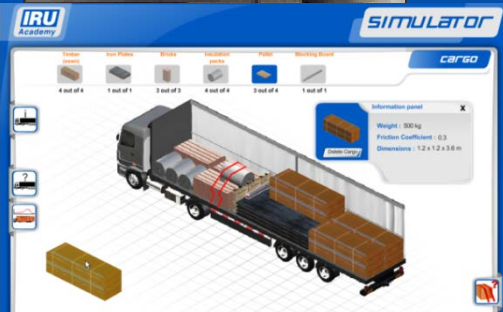 IRU
Academy
SIMULATOR
CARGO
Timber
(sawn)
Iron Plates
Bricks
Insulation
packs
Pallet
Blocking Board
4 out of 4
1 out of 1
3 out of 3
4 out of 4
3 out of 4
1 out of 1
Information panel
X
Weight : 800 kg
Friction Coefficient : 0.3
Dimensions : 1.2 x 1.2 x 3.6 m
Delete Cargo
?
?